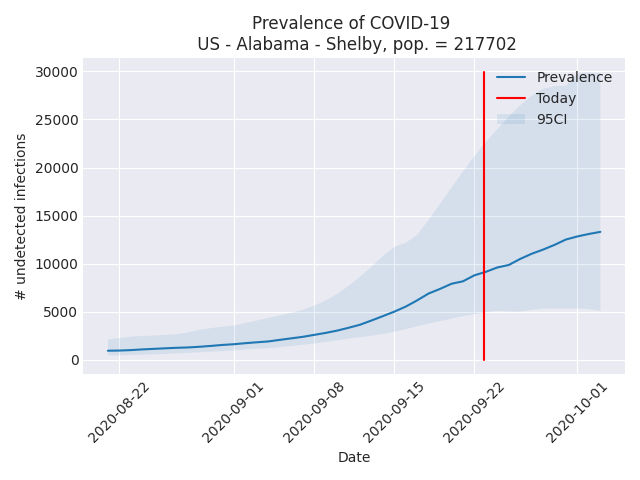 Prevalence of COVID-19
US - Alabama - Shelby, pop. = 217702
30000
25000
20000
15000
10000
5000
0
# undetected infections
Prevalence
Today
95CI
2020-08-22
2020-09-01
2020-09-08
2020-09-15
2020-09-22
2020-10-01
Date